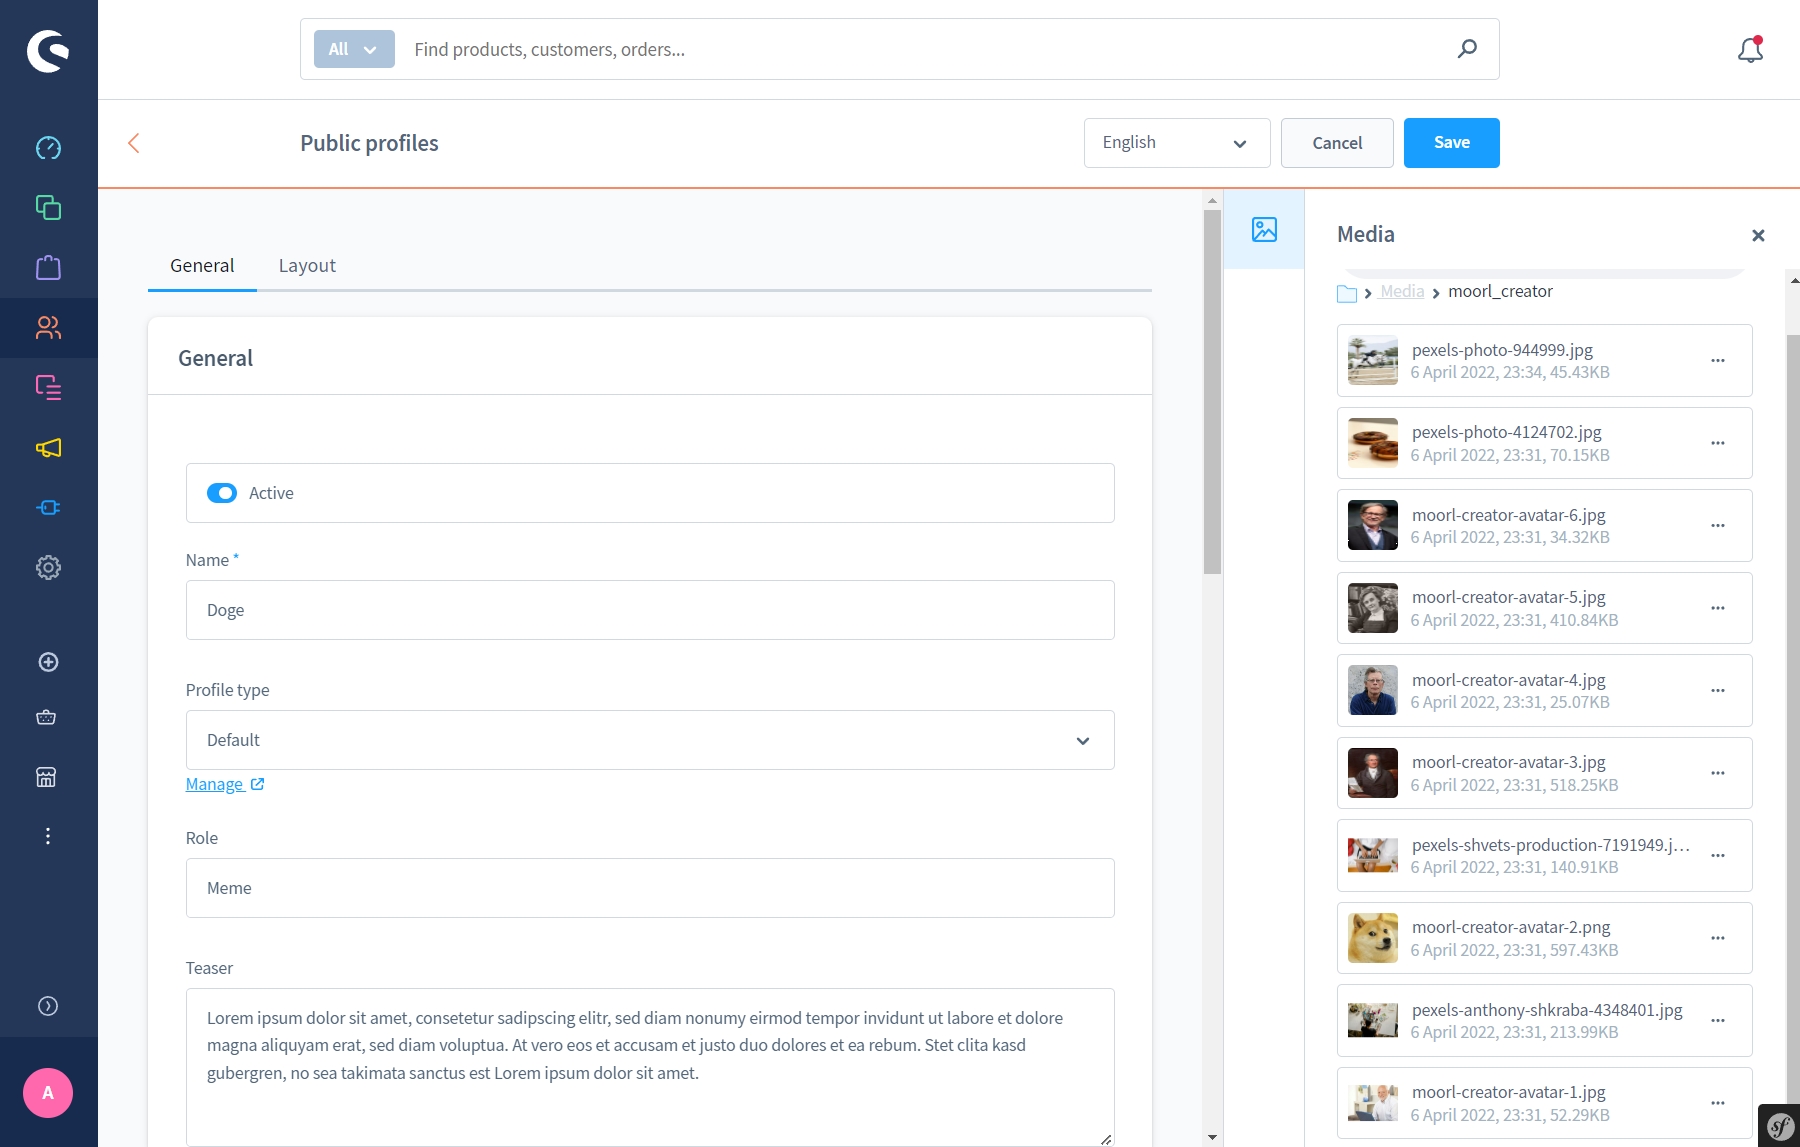 All
Find products, customers, orders...
Public profiles
English
Cancel
Save
General
Layout
General
Active
Name *
Doge
Profile type
Default
Manage
Role
Meme
Teaser
Lorem ipsum dolor sit amet, consetetur sadipscing elitr, sed diam nonumy eirmod tempor invidunt ut labore et dolore
magna aliquyam erat, sed diam voluptua. At vero eos et accusam et justo duo dolores et ea rebum. Stet clita kasd
gubergren, no sea takimata sanctus est Lorem ipsum dolor sit amet.
A
Media
Media
moorl_creator
pexels-photo-944999.jpg
6 April 2022, 23:34, 45.43KB
pexels-photo-4124702.jpg
6 April 2022, 23:31, 70.15KB
moorl-creator-avatar-6.jpg
6 April 2022, 23:31, 34.32KB
moorl-creator-avatar-5.jpg
6 April 2022, 23:31, 410.84KB
moorl-creator-avatar-4.jpg
6 April 2022, 23:31, 25.07KB
moorl-creator-avatar-3.jpg
6 April 2022, 23:31, 518.25KB
pexels-shvets-production-7191949.j...
6 April 2022, 23:31, 140.91KB
moorl-creator-avatar-2.png
6 April 2022, 23:31, 597.43KB
pexels-anthony-shkraba-4348401.jpg
6 April 2022, 23:31, 213.99KB
moorl-creator-avatar-1.jpg
6 April 2022, 23:31, 52.29KB
sf